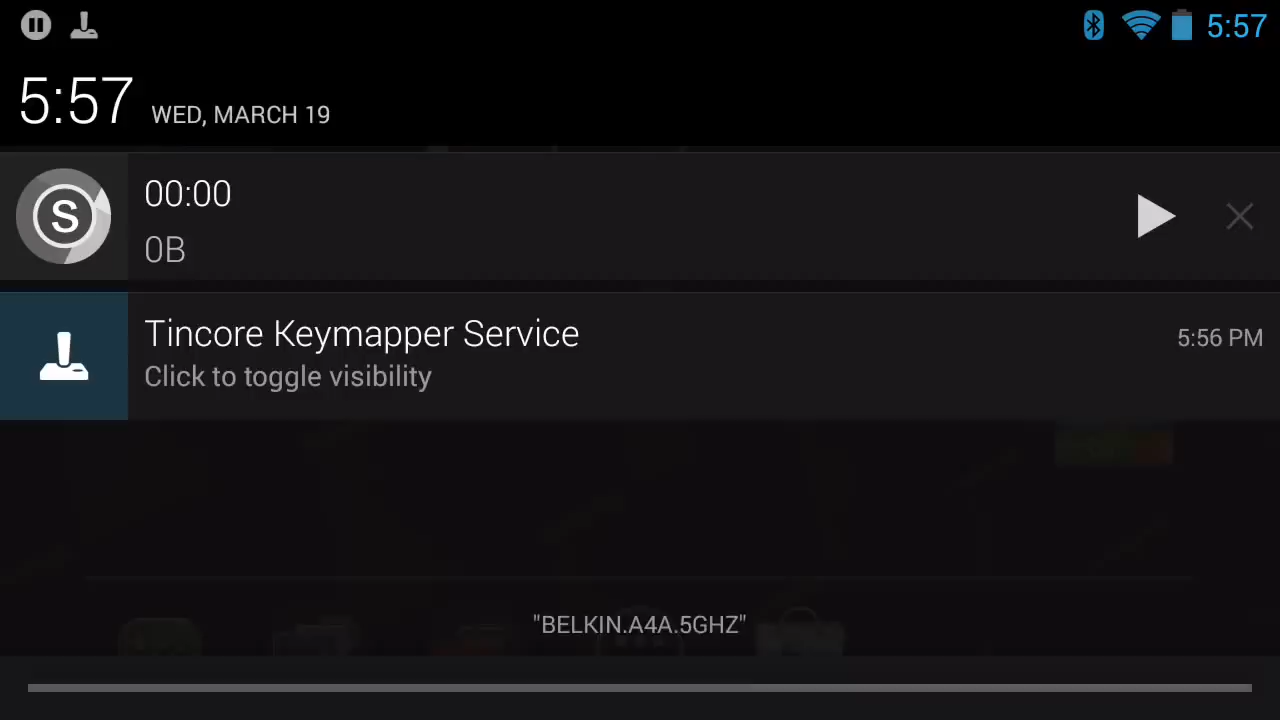 5:57
5:57 WED, MARCH 19
S
00:00
0B
Tincore Keymapper Service
5:56 PM
Click to toggle visibility
"BELKIN.A4A.5GHZ"